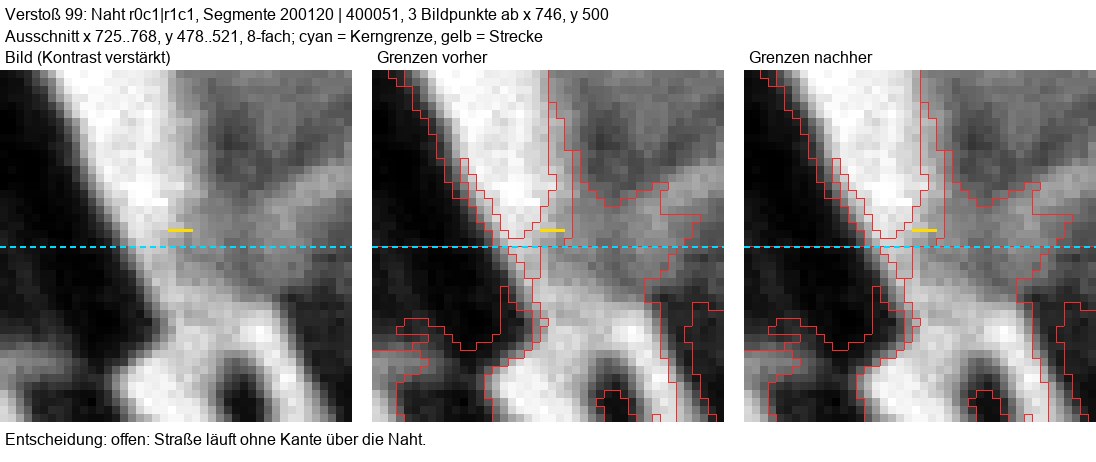 Verstoß 99: Naht r0c1|r1c1, Segmente 200120 | 400051, 3 Bildpunkte ab x 746, y 500
Ausschnitt x 725..768, y 478..521, 8-fach; cyan = Kerngrenze, gelb = Strecke
Bild (Kontrast verstärkt) Grenzen vorher Grenzen nachher
Entscheidung: offen: Straße läuft ohne Kante über die Naht.